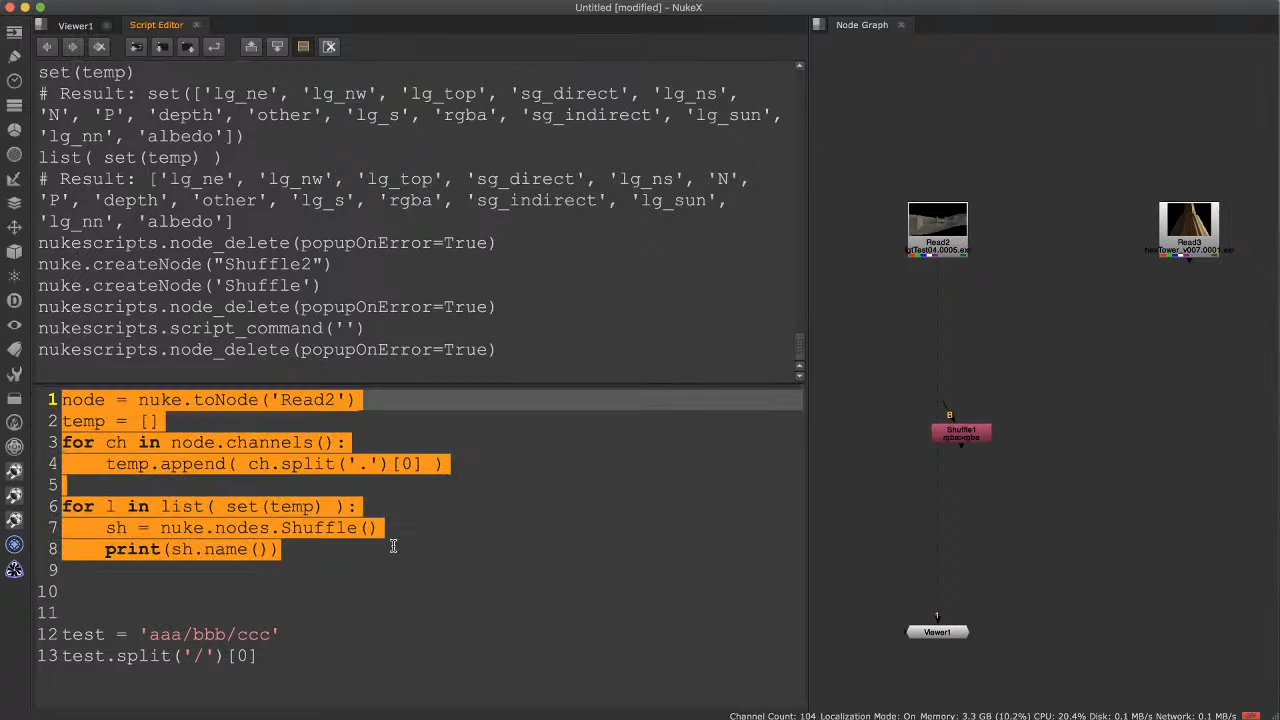 Untitled [modified] - NukeX
Viewer1
Script Editor
Node Graph
set(temp)
# Result: set(['lg_ne', 'lg_nw', 'lg_top', 'sg_direct', 'lg_ns',
'N', 'P', 'depth', 'other', 'lg_s', 'rgba', 'sg_indirect', 'lg_sun',
'lg_nn', 'albedo'])
list( set(temp) )
# Result: ['lg_ne', 'lg_nw', 'lg_top', 'sg_direct', 'lg_ns', 'N',
'P', 'depth', 'other', 'lg_s', 'rgba', 'sg_indirect', 'lg_sun',
'lg_nn', 'albedo']
nukescripts.node_delete(popupOnError=True)
nuke.createNode("Shuffle2")
nuke.createNode('Shuffle')
nukescripts.node_delete(popupOnError=True)
nukescripts.script_command('')
nukescripts.node_delete(popupOnError=True)
1 node = nuke.toNode('Read2')
2 temp = []
3 for ch in node.channels():
4 temp.append( ch.split('.')[0] )
5
6 for l in list( set(temp) ):
7 sh = nuke.nodes.Shuffle()
8 print(sh.name())
9
10
11
12 test = 'aaa/bbb/ccc'
13 test.split('/')[0]
Read2
Read3
B
Shuffle1
1
Viewer1
Channel Count: 104 Localization Mode: On Memory: 3.3 GB (10.2%) CPU: 20.4% Disk: 0.1 MB/s Network: 0.1 MB/s